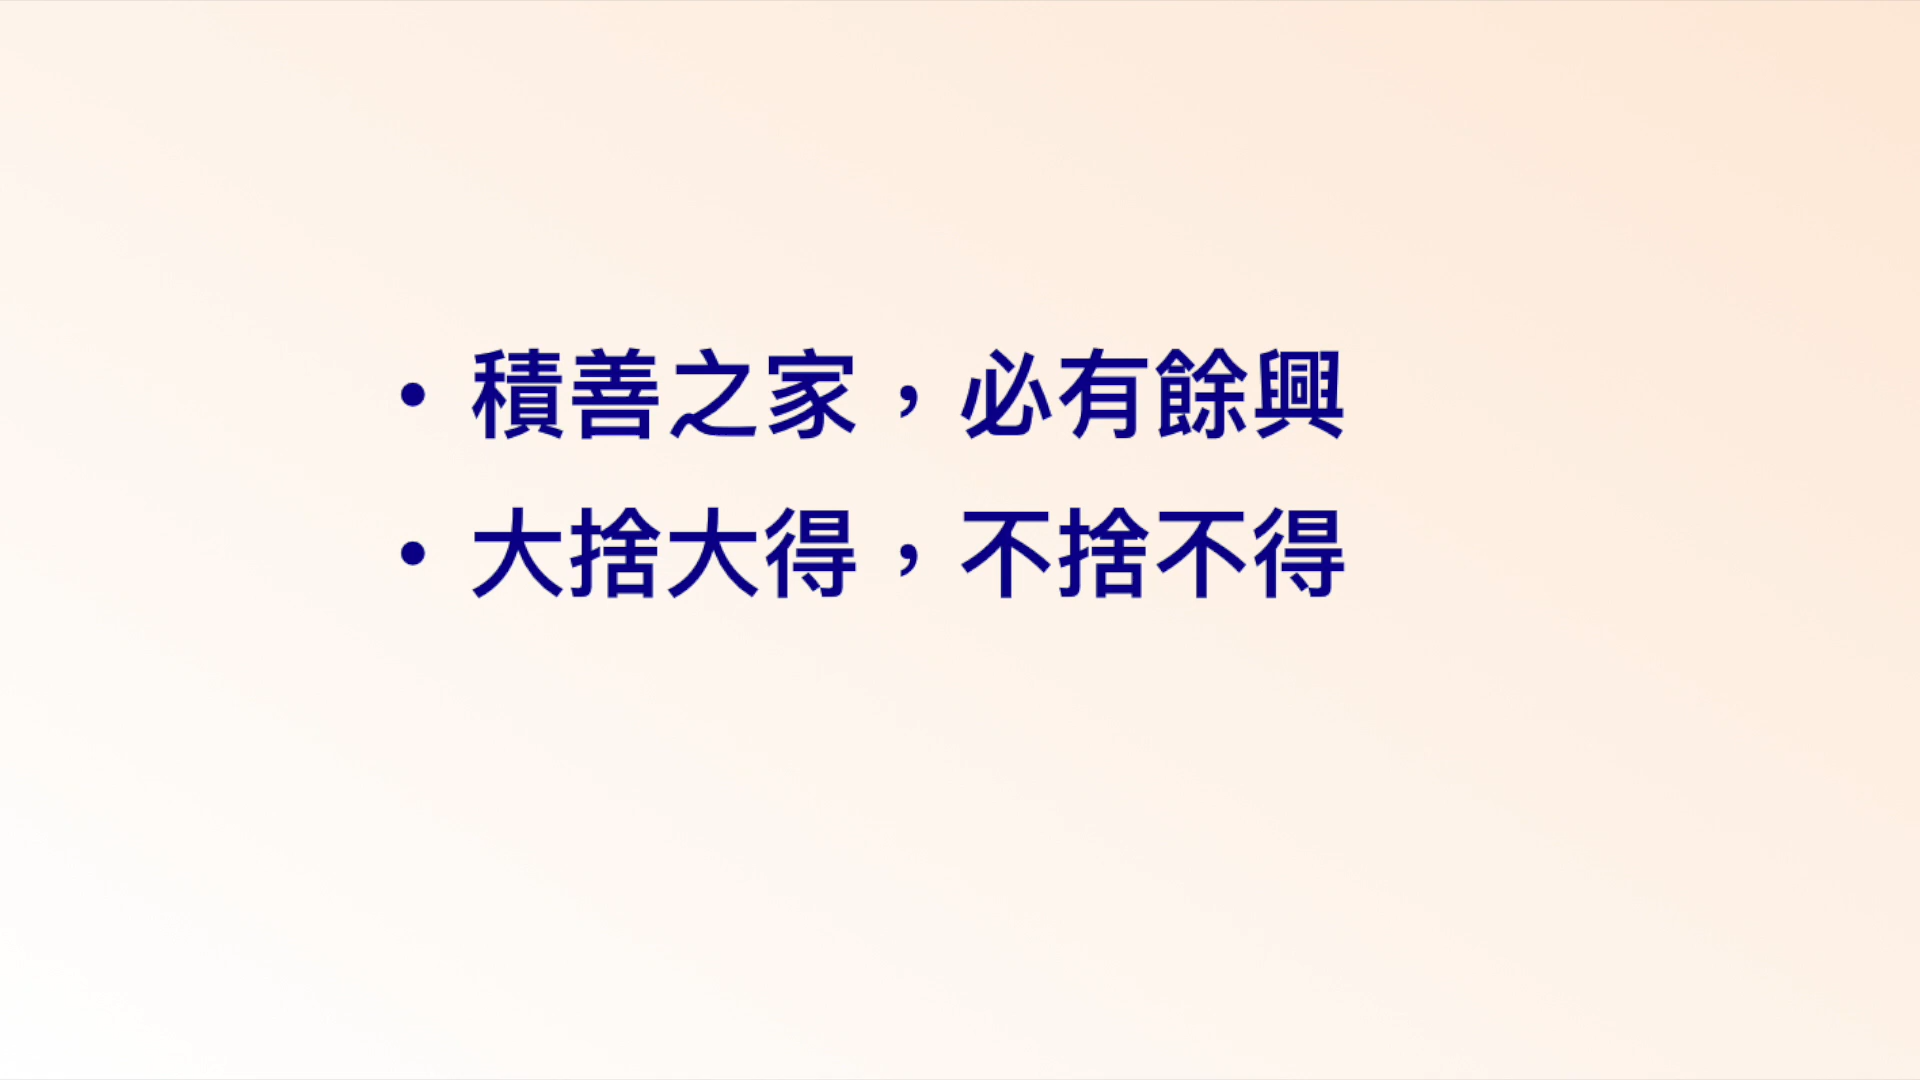 • 積善之家，必有餘興
• 大捨大得，不捨不得